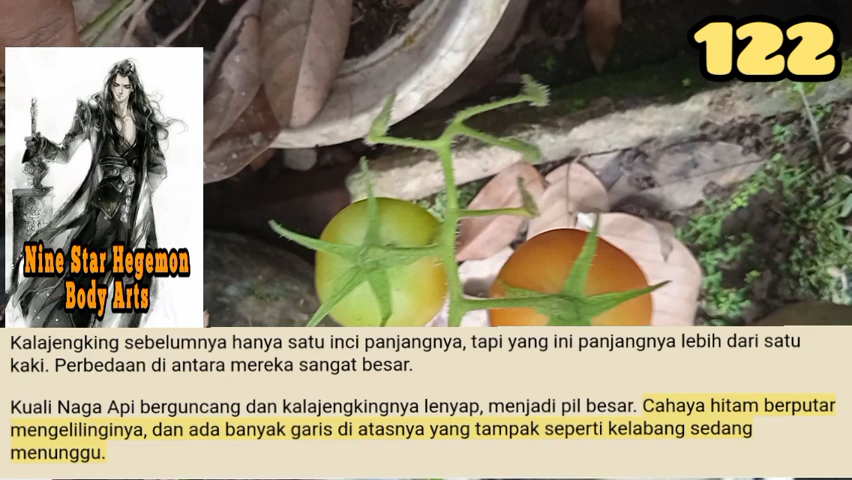 122
Nine Star Hegemon
Body Arts
Kalajengking sebelumnya hanya satu inci panjangnya, tapi yang ini panjangnya lebih dari satu
kaki. Perbedaan di antara mereka sangat besar.
Kuali Naga Api berguncang dan kalajengkingnya lenyap, menjadi pil besar. Cahaya hitam berputar
mengelilinginya, dan ada banyak garis di atasnya yang tampak seperti kelabang sedang
menunggu.